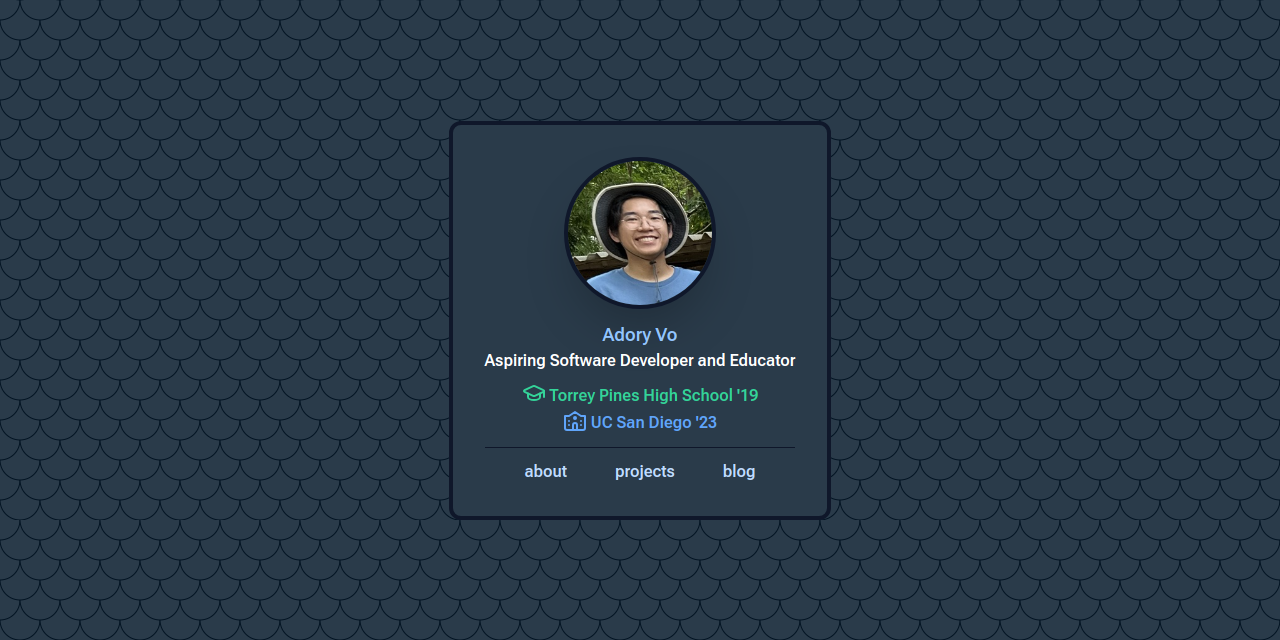 Adory Vo
Aspiring Software Developer and Educator
Torrey Pines High School '19
UC San Diego '23
about projects blog